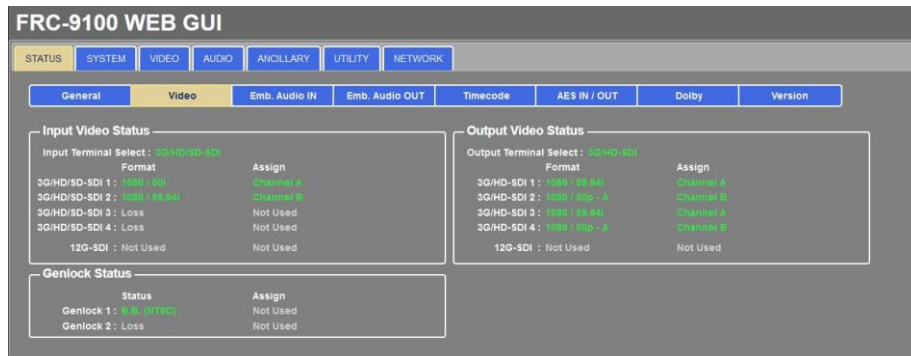 FRC-9100 WEB GUI
STATUS SYSTEM VIDEO AUDIO ANCILLARY UTILITY NETWORK
General Video Emb. Audio IN Emb. Audio OUT Timecode AES IN / OUT Dolby Version
Input Video Status
Input Terminal Select : 3G/HD/SD-SDI
Format Assign
3G/HD/SD-SDI 1 : 1080 / 50i Channel A
3G/HD/SD-SDI 2 : 1080 / 59.94i Channel B
3G/HD/SD-SDI 3 : Loss Not Used
3G/HD/SD-SDI 4 : Loss Not Used
12G-SDI : Not Used Not Used
Output Video Status
Output Terminal Select : 3G/HD-SDI
Format Assign
3G/HD-SDI 1 : 1080 / 59.94i Channel A
3G/HD-SDI 2 : 1080 / 50p - A Channel B
3G/HD-SDI 3 : 1080 / 59.94i Channel A
3G/HD-SDI 4 : 1080 / 50p - A Channel B
12G-SDI : Not Used Not Used
Genlock Status
Status Assign
Genlock 1 : B.B. (NTSC) Not Used
Genlock 2 : Loss Not Used